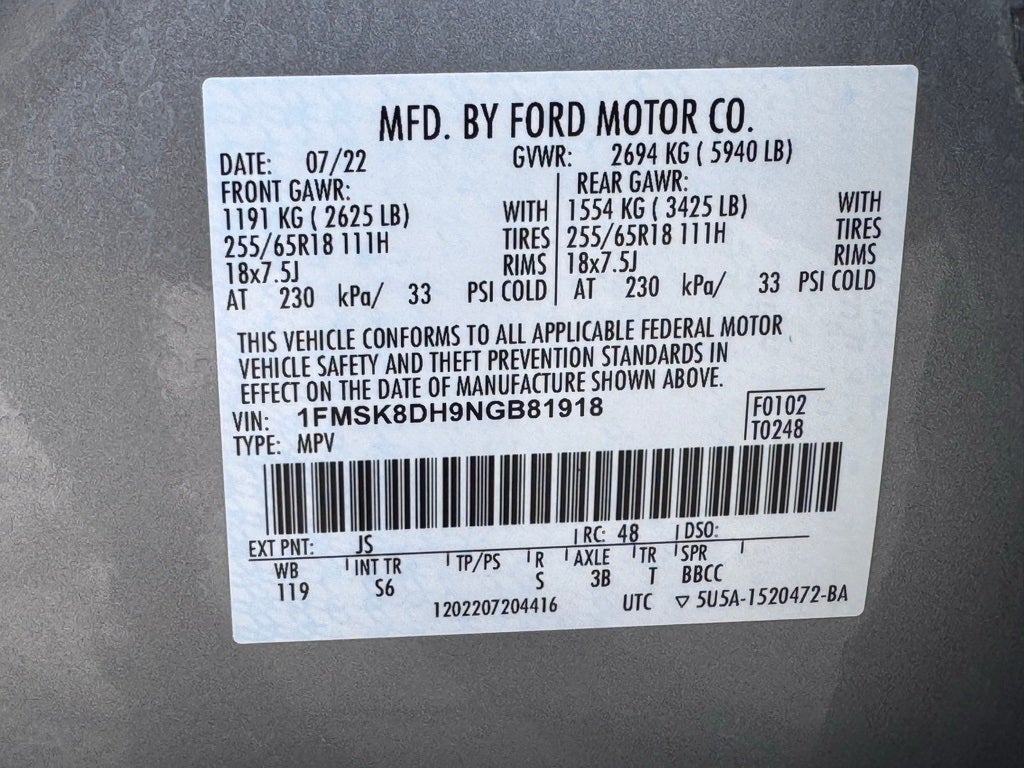 MFD. BY FORD MOTOR CO.
DATE: 07/22 GVWR: 2694 KG ( 5940 LB)
FRONT GAWR: REAR GAWR:
1191 KG ( 2625 LB) WITH 1554 KG ( 3425 LB) WITH
255/65R18 111H TIRES 255/65R18 111H TIRES
18x7.5J RIMS 18x7.5J RIMS
AT 230 kPa/ 33 PSI COLD AT 230 kPa/ 33 PSI COLD
THIS VEHICLE CONFORMS TO ALL APPLICABLE FEDERAL MOTOR
VEHICLE SAFETY AND THEFT PREVENTION STANDARDS IN
EFFECT ON THE DATE OF MANUFACTURE SHOWN ABOVE.
VIN: 1FMSK8DH9NGB81918 F0102
TYPE: MPV T0248
EXT PNT: JS RC: 48 DSO:
WB INT TR TP/PS R AXLE TR SPR
119 S6 S 3B T BBCC
1202207204416 UTC ▽ 5U5A-1520472-BA